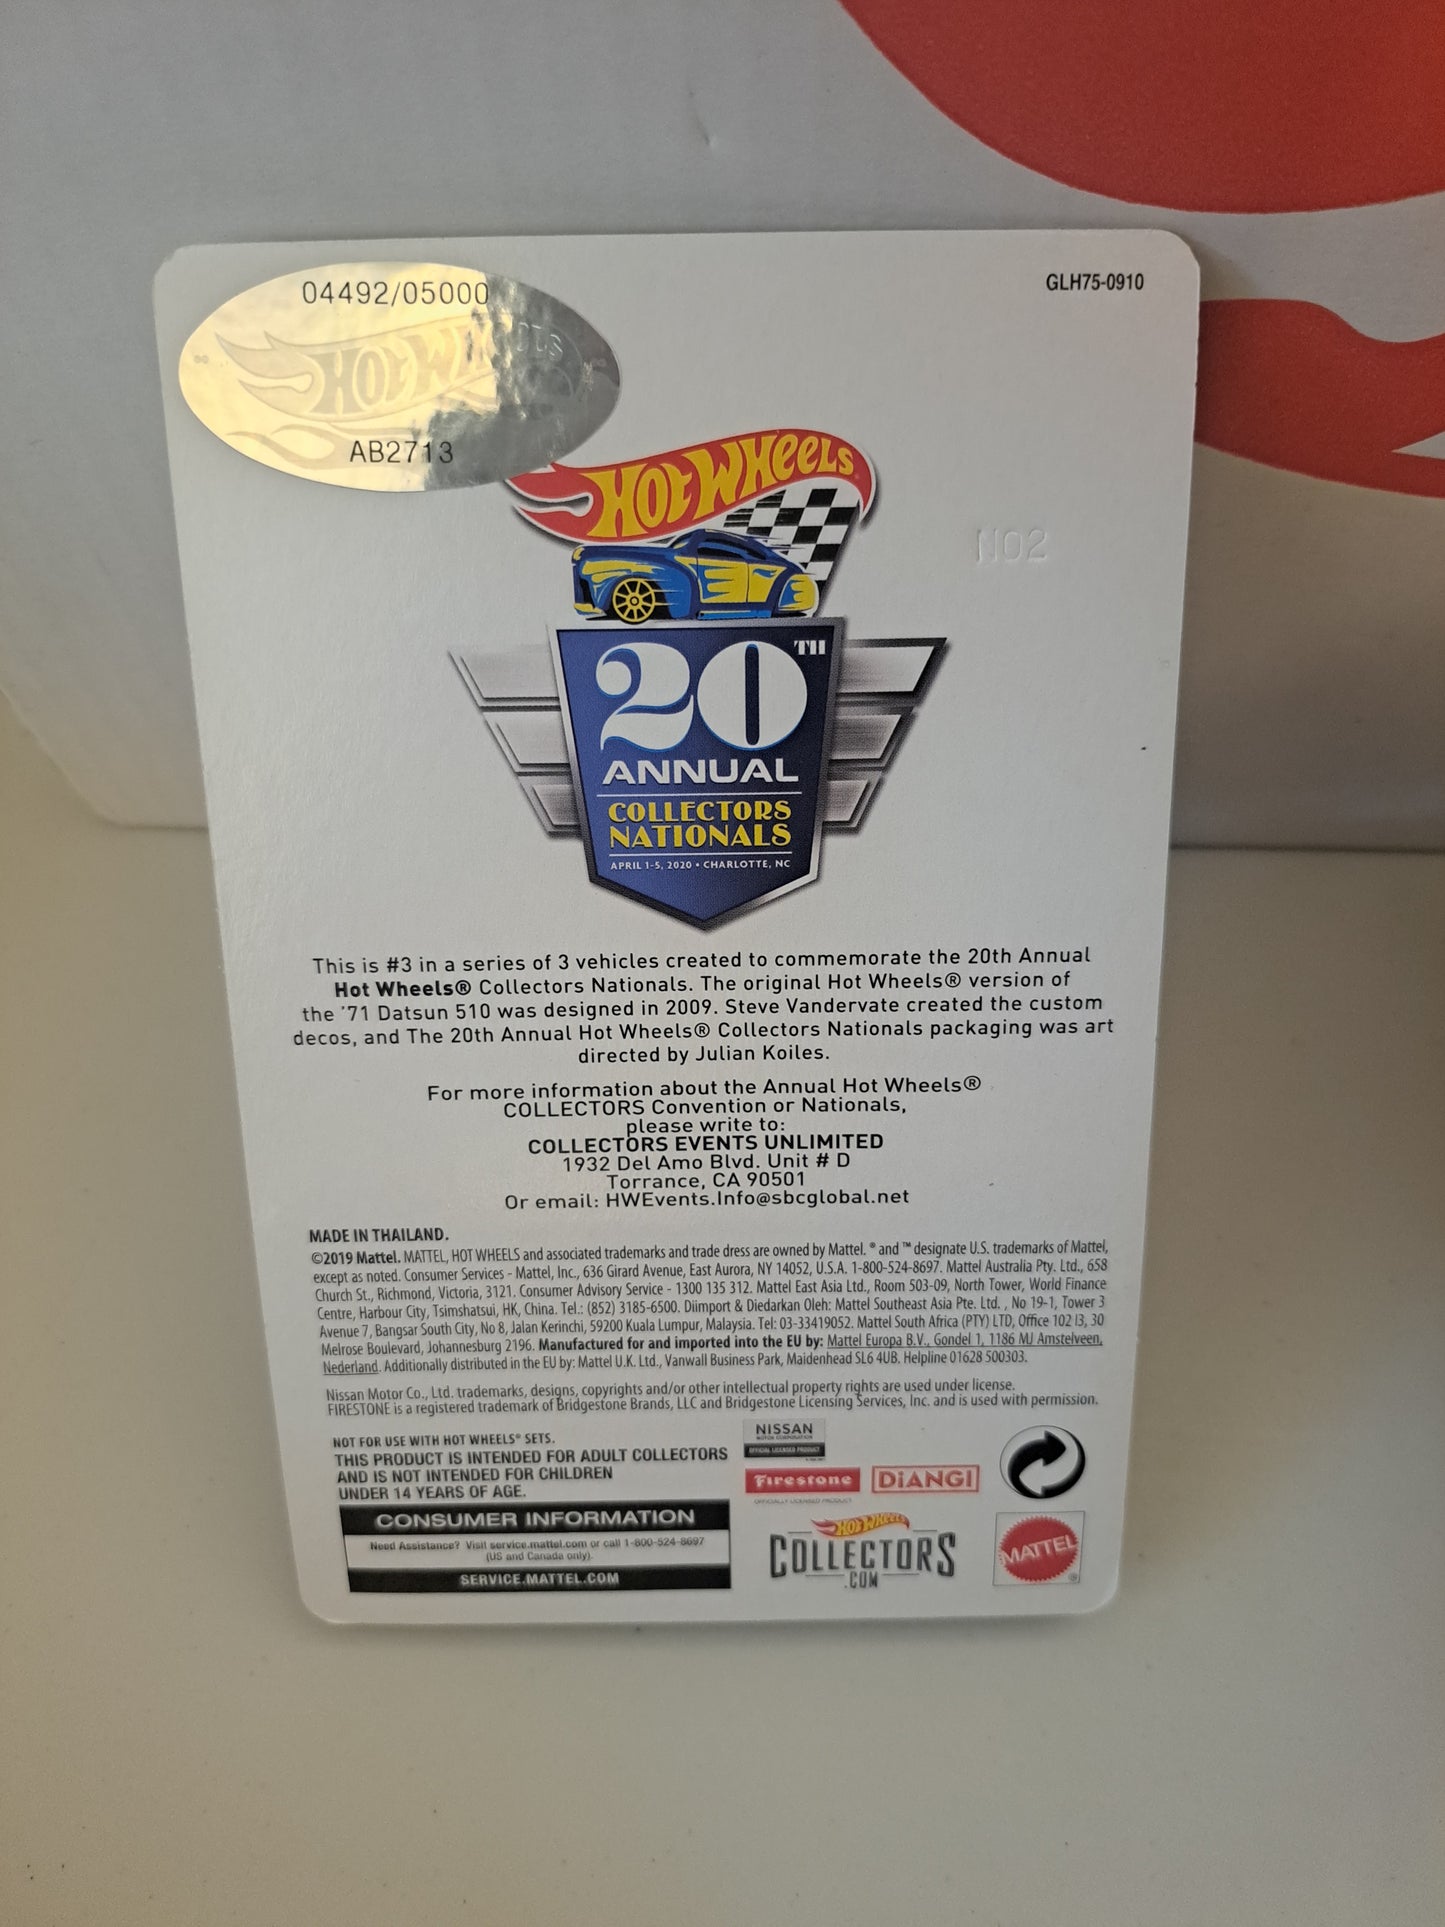 04492/05000
HOT WHEELS
AB2713
GLH75-0910
HOT WHEELS
N02
20TH
ANNUAL
COLLECTORS
NATIONALS
APRIL 1-5, 2020 • CHARLOTTE, NC
This is #3 in a series of 3 vehicles created to commemorate the 20th Annual
Hot Wheels® Collectors Nationals. The original Hot Wheels® version of
the '71 Datsun 510 was designed in 2009. Steve Vandervate created the custom
decos, and The 20th Annual Hot Wheels® Collectors Nationals packaging was art
directed by Julian Koiles.
For more information about the Annual Hot Wheels®
COLLECTORS Convention or Nationals,
please write to:
COLLECTORS EVENTS UNLIMITED
1932 Del Amo Blvd. Unit # D
Torrance, CA 90501
Or email: HWEvents.Info@sbcglobal.net
MADE IN THAILAND.
©2019 Mattel. MATTEL, HOT WHEELS and associated trademarks and trade dress are owned by Mattel. ® and ™ designate U.S. trademarks of Mattel,
except as noted. Consumer Services - Mattel, Inc., 636 Girard Avenue, East Aurora, NY 14052, U.S.A. 1-800-524-8697. Mattel Australia Pty. Ltd., 658
Church St., Richmond, Victoria, 3121. Consumer Advisory Service - 1300 135 312. Mattel East Asia Ltd., Room 503-09, North Tower, World Finance
Centre, Harbour City, Tsimshatsui, HK, China. Tel.: (852) 3185-6500. Diimport & Diedarkan Oleh: Mattel Southeast Asia Pte. Ltd. , No 19-1, Tower 3
Avenue 7, Bangsar South City, No 8, Jalan Kerinchi, 59200 Kuala Lumpur, Malaysia. Tel: 03-33419052. Mattel South Africa (PTY) LTD, Office 102 I3, 30
Melrose Boulevard, Johannesburg 2196. Manufactured for and imported into the EU by: Mattel Europa B.V., Gondel 1, 1186 MJ Amstelveen,
Nederland. Additionally distributed in the EU by: Mattel U.K. Ltd., Vanwall Business Park, Maidenhead SL6 4UB. Helpline 01628 500303.
Nissan Motor Co., Ltd. trademarks, designs, copyrights and/or other intellectual property rights are used under license.
FIRESTONE is a registered trademark of Bridgestone Brands, LLC and Bridgestone Licensing Services, Inc. and is used with permission.
NOT FOR USE WITH HOT WHEELS® SETS.
THIS PRODUCT IS INTENDED FOR ADULT COLLECTORS
AND IS NOT INTENDED FOR CHILDREN
UNDER 14 YEARS OF AGE.
CONSUMER INFORMATION
Need Assistance? Visit service.mattel.com or call 1-800-524-8697
(US and Canada only).
SERVICE.MATTEL.COM
NISSAN
MOTOR CORPORATION
OFFICIAL LICENSED PRODUCT
Firestone
OFFICIALLY LICENSED PRODUCT
DiANGI
HOT WHEELS
COLLECTORS
.COM
MATTEL®